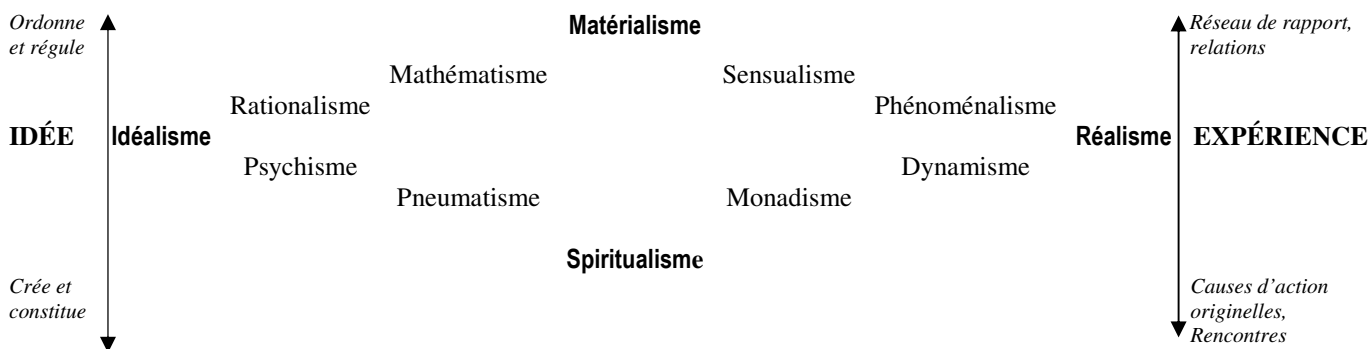 Ordonne
et régule
Matérialisme
Réseau de rapport,
relations
Mathématisme
Sensualisme
Rationalisme
Phénoménalisme
IDÉE
Idéalisme
Réalisme
EXPÉRIENCE
Psychisme
Dynamisme
Pneumatisme
Monadisme
Spiritualisme
Crée et
constitue
Causes d'action
originelles,
Rencontres